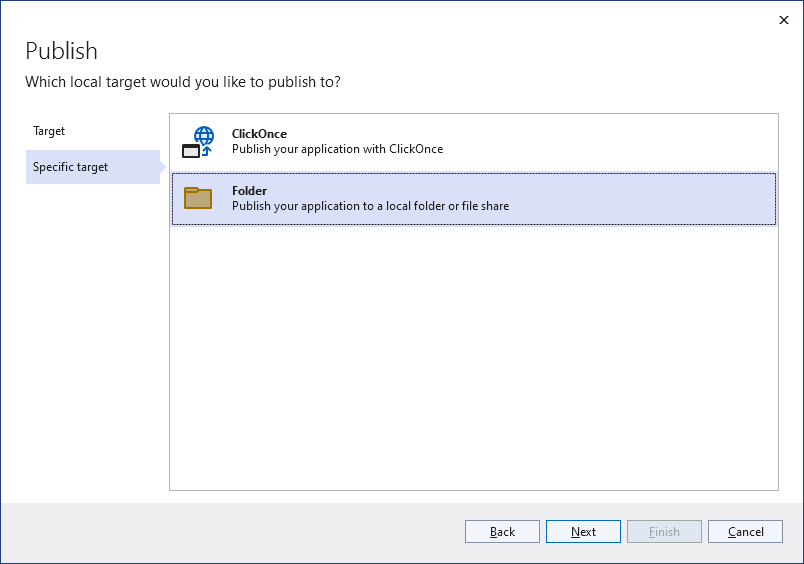 Publish
Which local target would you like to publish to?
Target
Specific target
ClickOnce
Publish your application with ClickOnce
Folder
Publish your application to a local folder or file share
Back
Next
Finish
Cancel